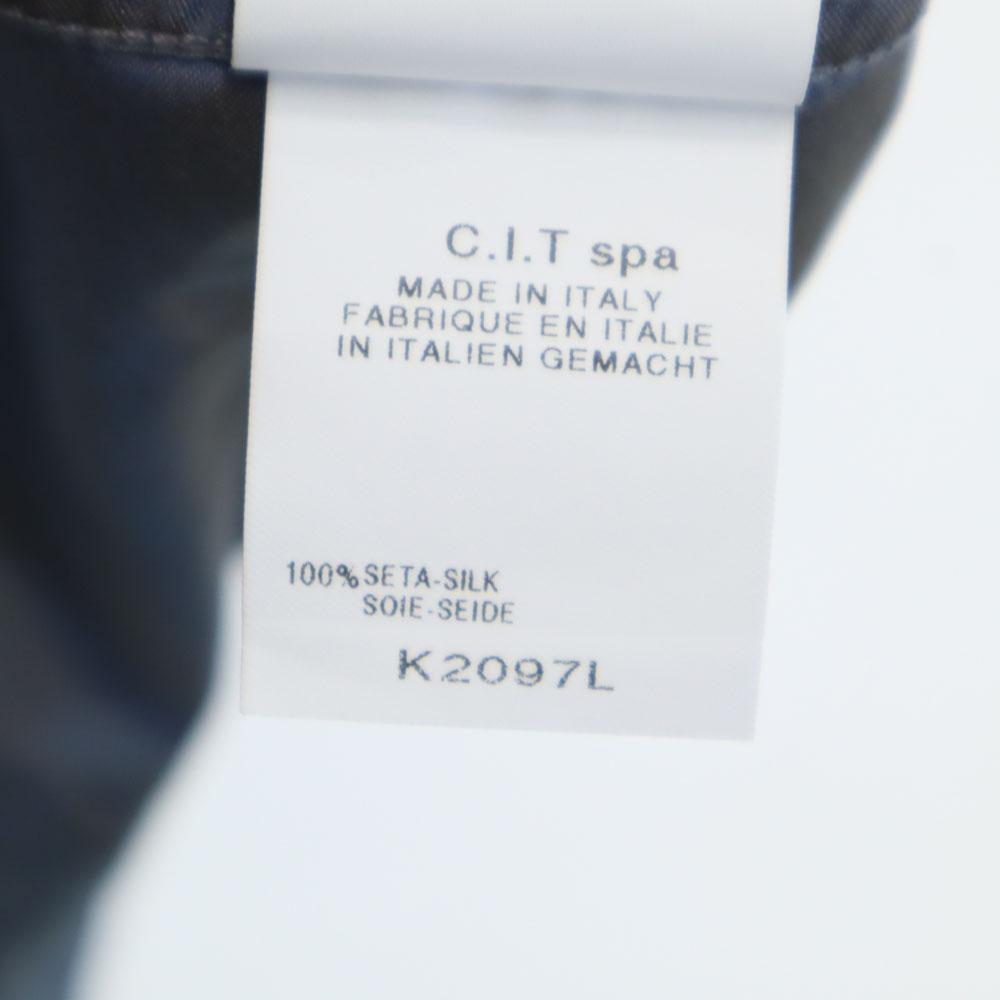 C.I.T spa
MADE IN ITALY
FABRIQUE EN ITALIE
IN ITALIEN GEMACHT
100% SETA-SILK
SOIE-SEIDE
K2097L